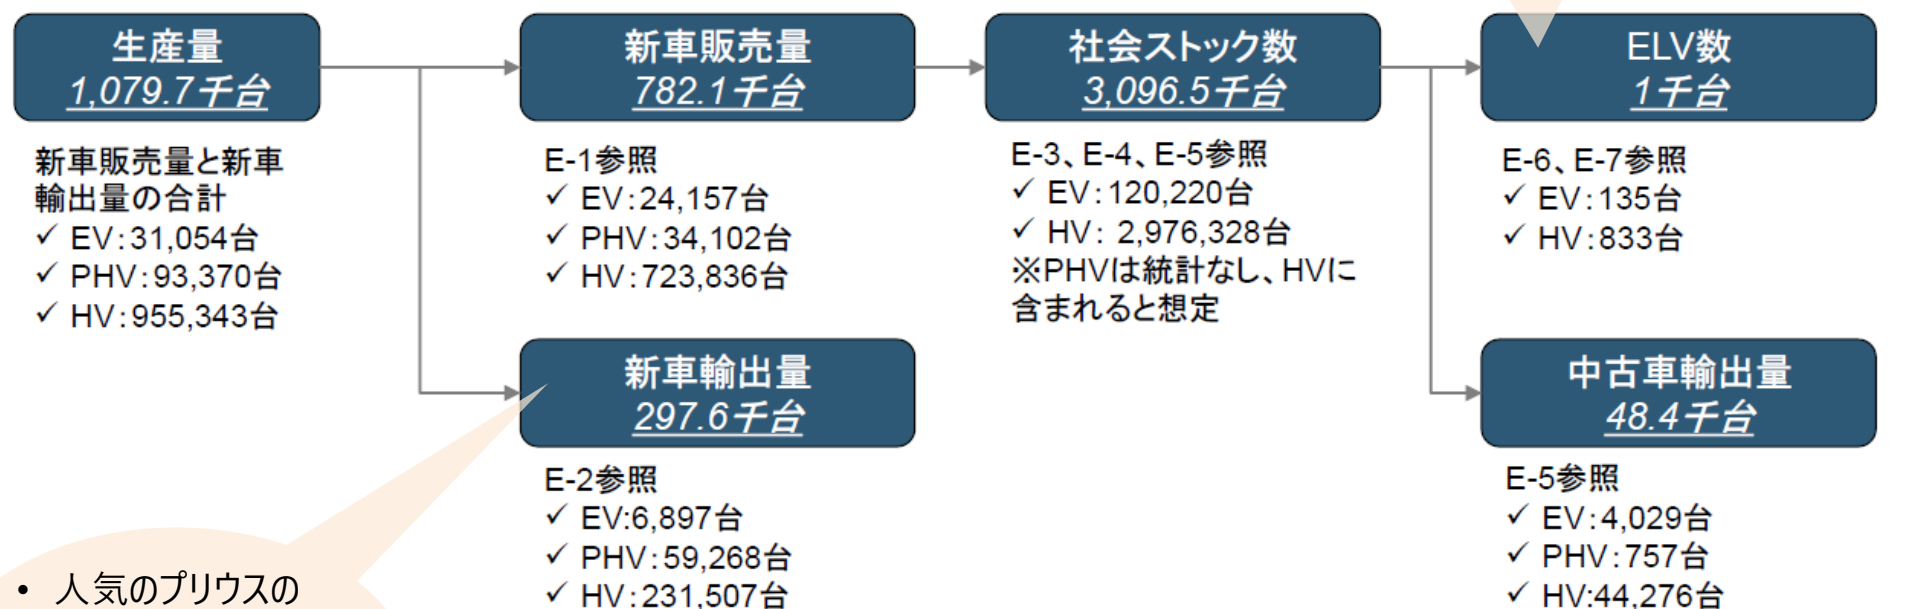 生産量
1,079.7千台
新車販売量と新車
輸出量の合計
✓ EV:31,054台
✓ PHV:93,370台
✓ HV:955,343台
新車販売量
782.1千台
E-1参照
✓ EV:24,157台
✓ PHV:34,102台
✓ HV:723,836台
新車輸出量
297.6千台
E-2参照
✓ EV:6,897台
✓ PHV:59,268台
✓ HV:231,507台
社会ストック数
3,096.5千台
E-3、E-4、E-5参照
✓ EV:120,220台
✓ HV: 2,976,328台
※PHVは統計なし、HVに
含まれると想定
ELV数
1千台
E-6、E-7参照
✓ EV:135台
✓ HV:833台
中古車輸出量
48.4千台
E-5参照
✓ EV:4,029台
✓ PHV:757台
✓ HV:44,276台
• 人気のプリウスの